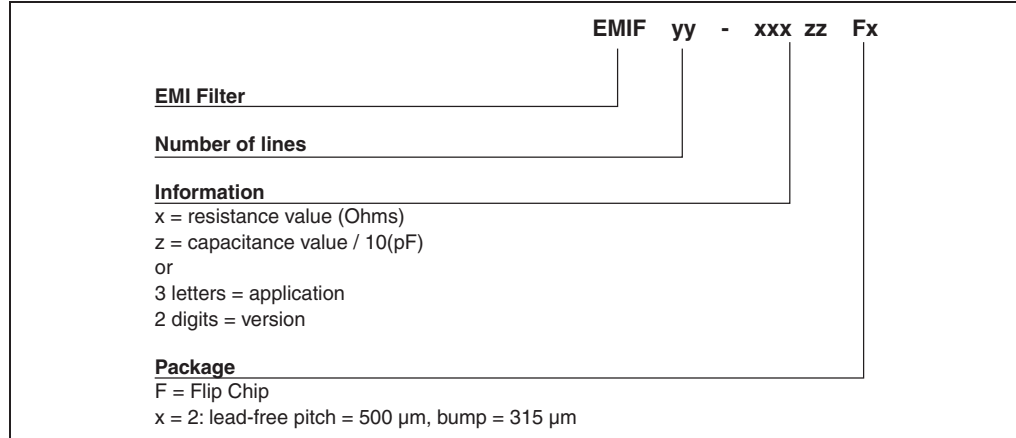 EMIF yy - xxx zz Fx
EMI Filter
Number of lines
Information
x = resistance value (Ohms)
z = capacitance value / 10(pF)
or
3 letters = application
2 digits = version
Package
F = Flip Chip
x = 2: lead-free pitch = 500 µm, bump = 315 µm